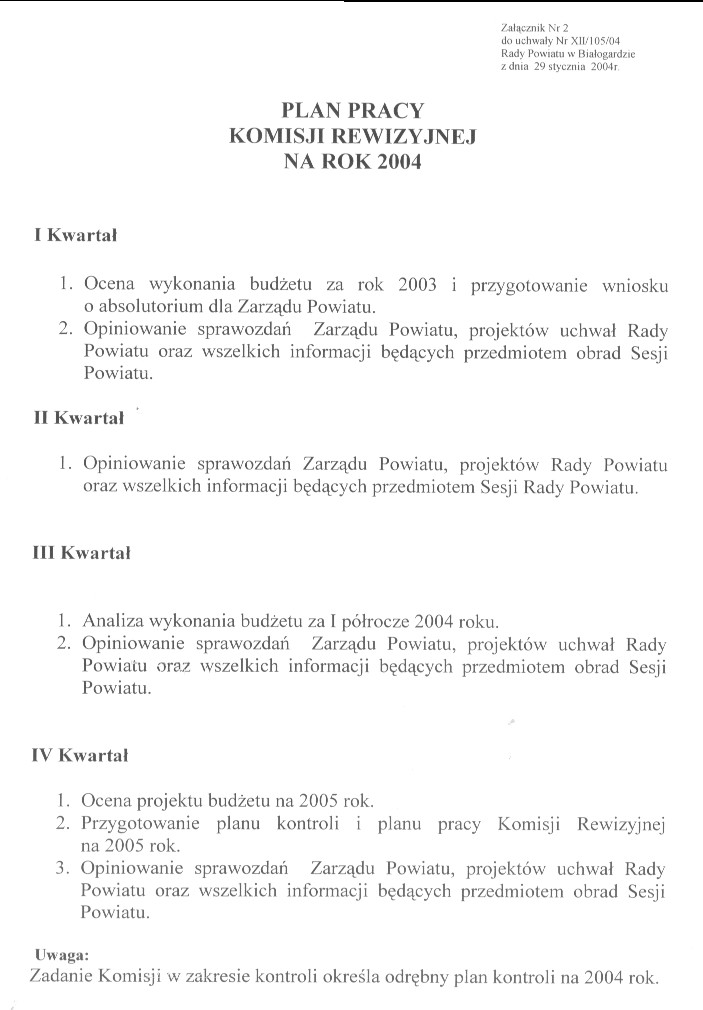 Załącznik Nr 2
do uchwały Nr XII/105/04
Rady Powiatu w Białogardzie
z dnia 29 stycznia 2004r.
PLAN PRACY
KOMISJI REWIZYJNEJ
NA ROK 2004
I Kwartał
1. Ocena wykonania budżetu za rok 2003 i przygotowanie wniosku
o absolutorium dla Zarządu Powiatu.
2. Opiniowanie sprawozdań Zarządu Powiatu, projektów uchwał Rady
Powiatu oraz wszelkich informacji będących przedmiotem obrad Sesji
Powiatu.
II Kwartał
1. Opiniowanie sprawozdań Zarządu Powiatu, projektów Rady Powiatu
oraz wszelkich informacji będących przedmiotem Sesji Rady Powiatu.
III Kwartał
1. Analiza wykonania budżetu za I półrocze 2004 roku.
2. Opiniowanie sprawozdań Zarządu Powiatu, projektów uchwał Rady
Powiatu oraz wszelkich informacji będących przedmiotem obrad Sesji
Powiatu.
IV Kwartał
1. Ocena projektu budżetu na 2005 rok.
2. Przygotowanie planu kontroli i planu pracy Komisji Rewizyjnej
na 2005 rok.
3. Opiniowanie sprawozdań Zarządu Powiatu, projektów uchwał Rady
Powiatu oraz wszelkich informacji będących przedmiotem obrad Sesji
Powiatu.
Uwaga:
Zadanie Komisji w zakresie kontroli określa odrębny plan kontroli na 2004 rok.